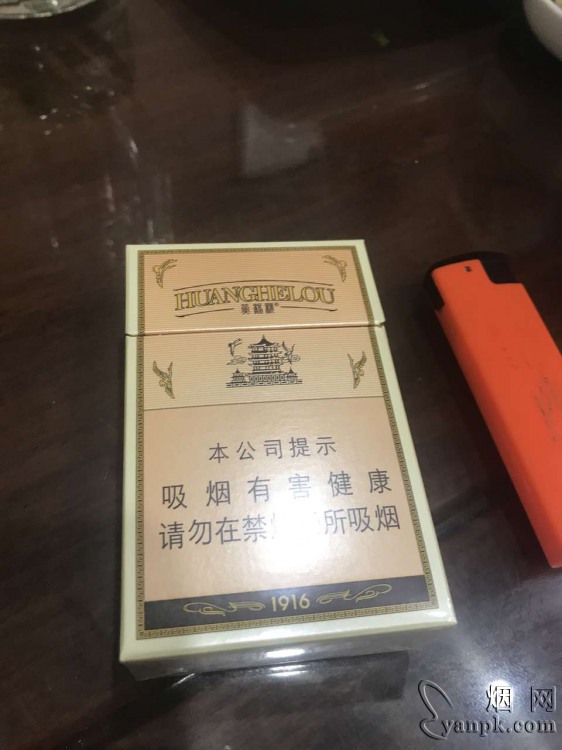 HUANGHELOU
黄鹤楼
本公司提示
吸烟有害健康
请勿在禁 所吸烟
1916
烟网
yanpk.com